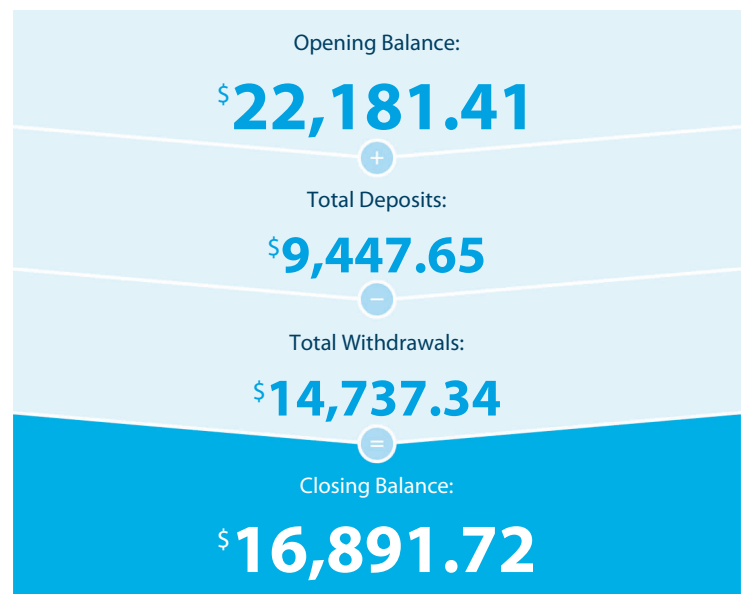 Opening Balance:
$22,181.41
+
Total Deposits:
$9,447.65
−
Total Withdrawals:
$14,737.34
=
Closing Balance:
$16,891.72